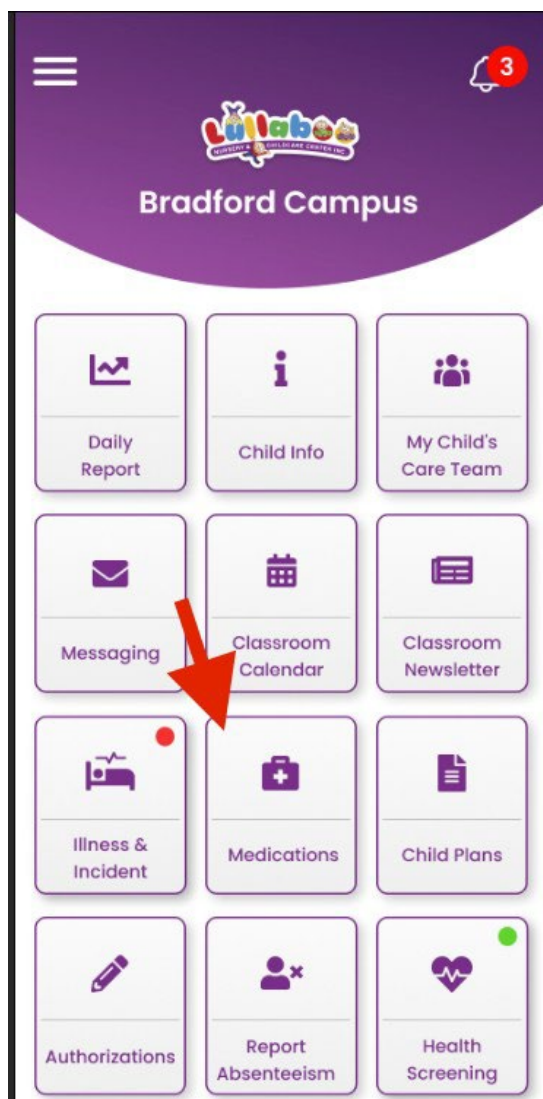 3
Lullaboo
NURSERY & CHILDCARE CENTER INC
Bradford Campus
Daily
Report
Child Info
My Child's
Care Team
Messaging
Classroom
Calendar
Classroom
Newsletter
Illness &
Incident
Medications
Child Plans
Authorizations
Report
Absenteeism
Health
Screening